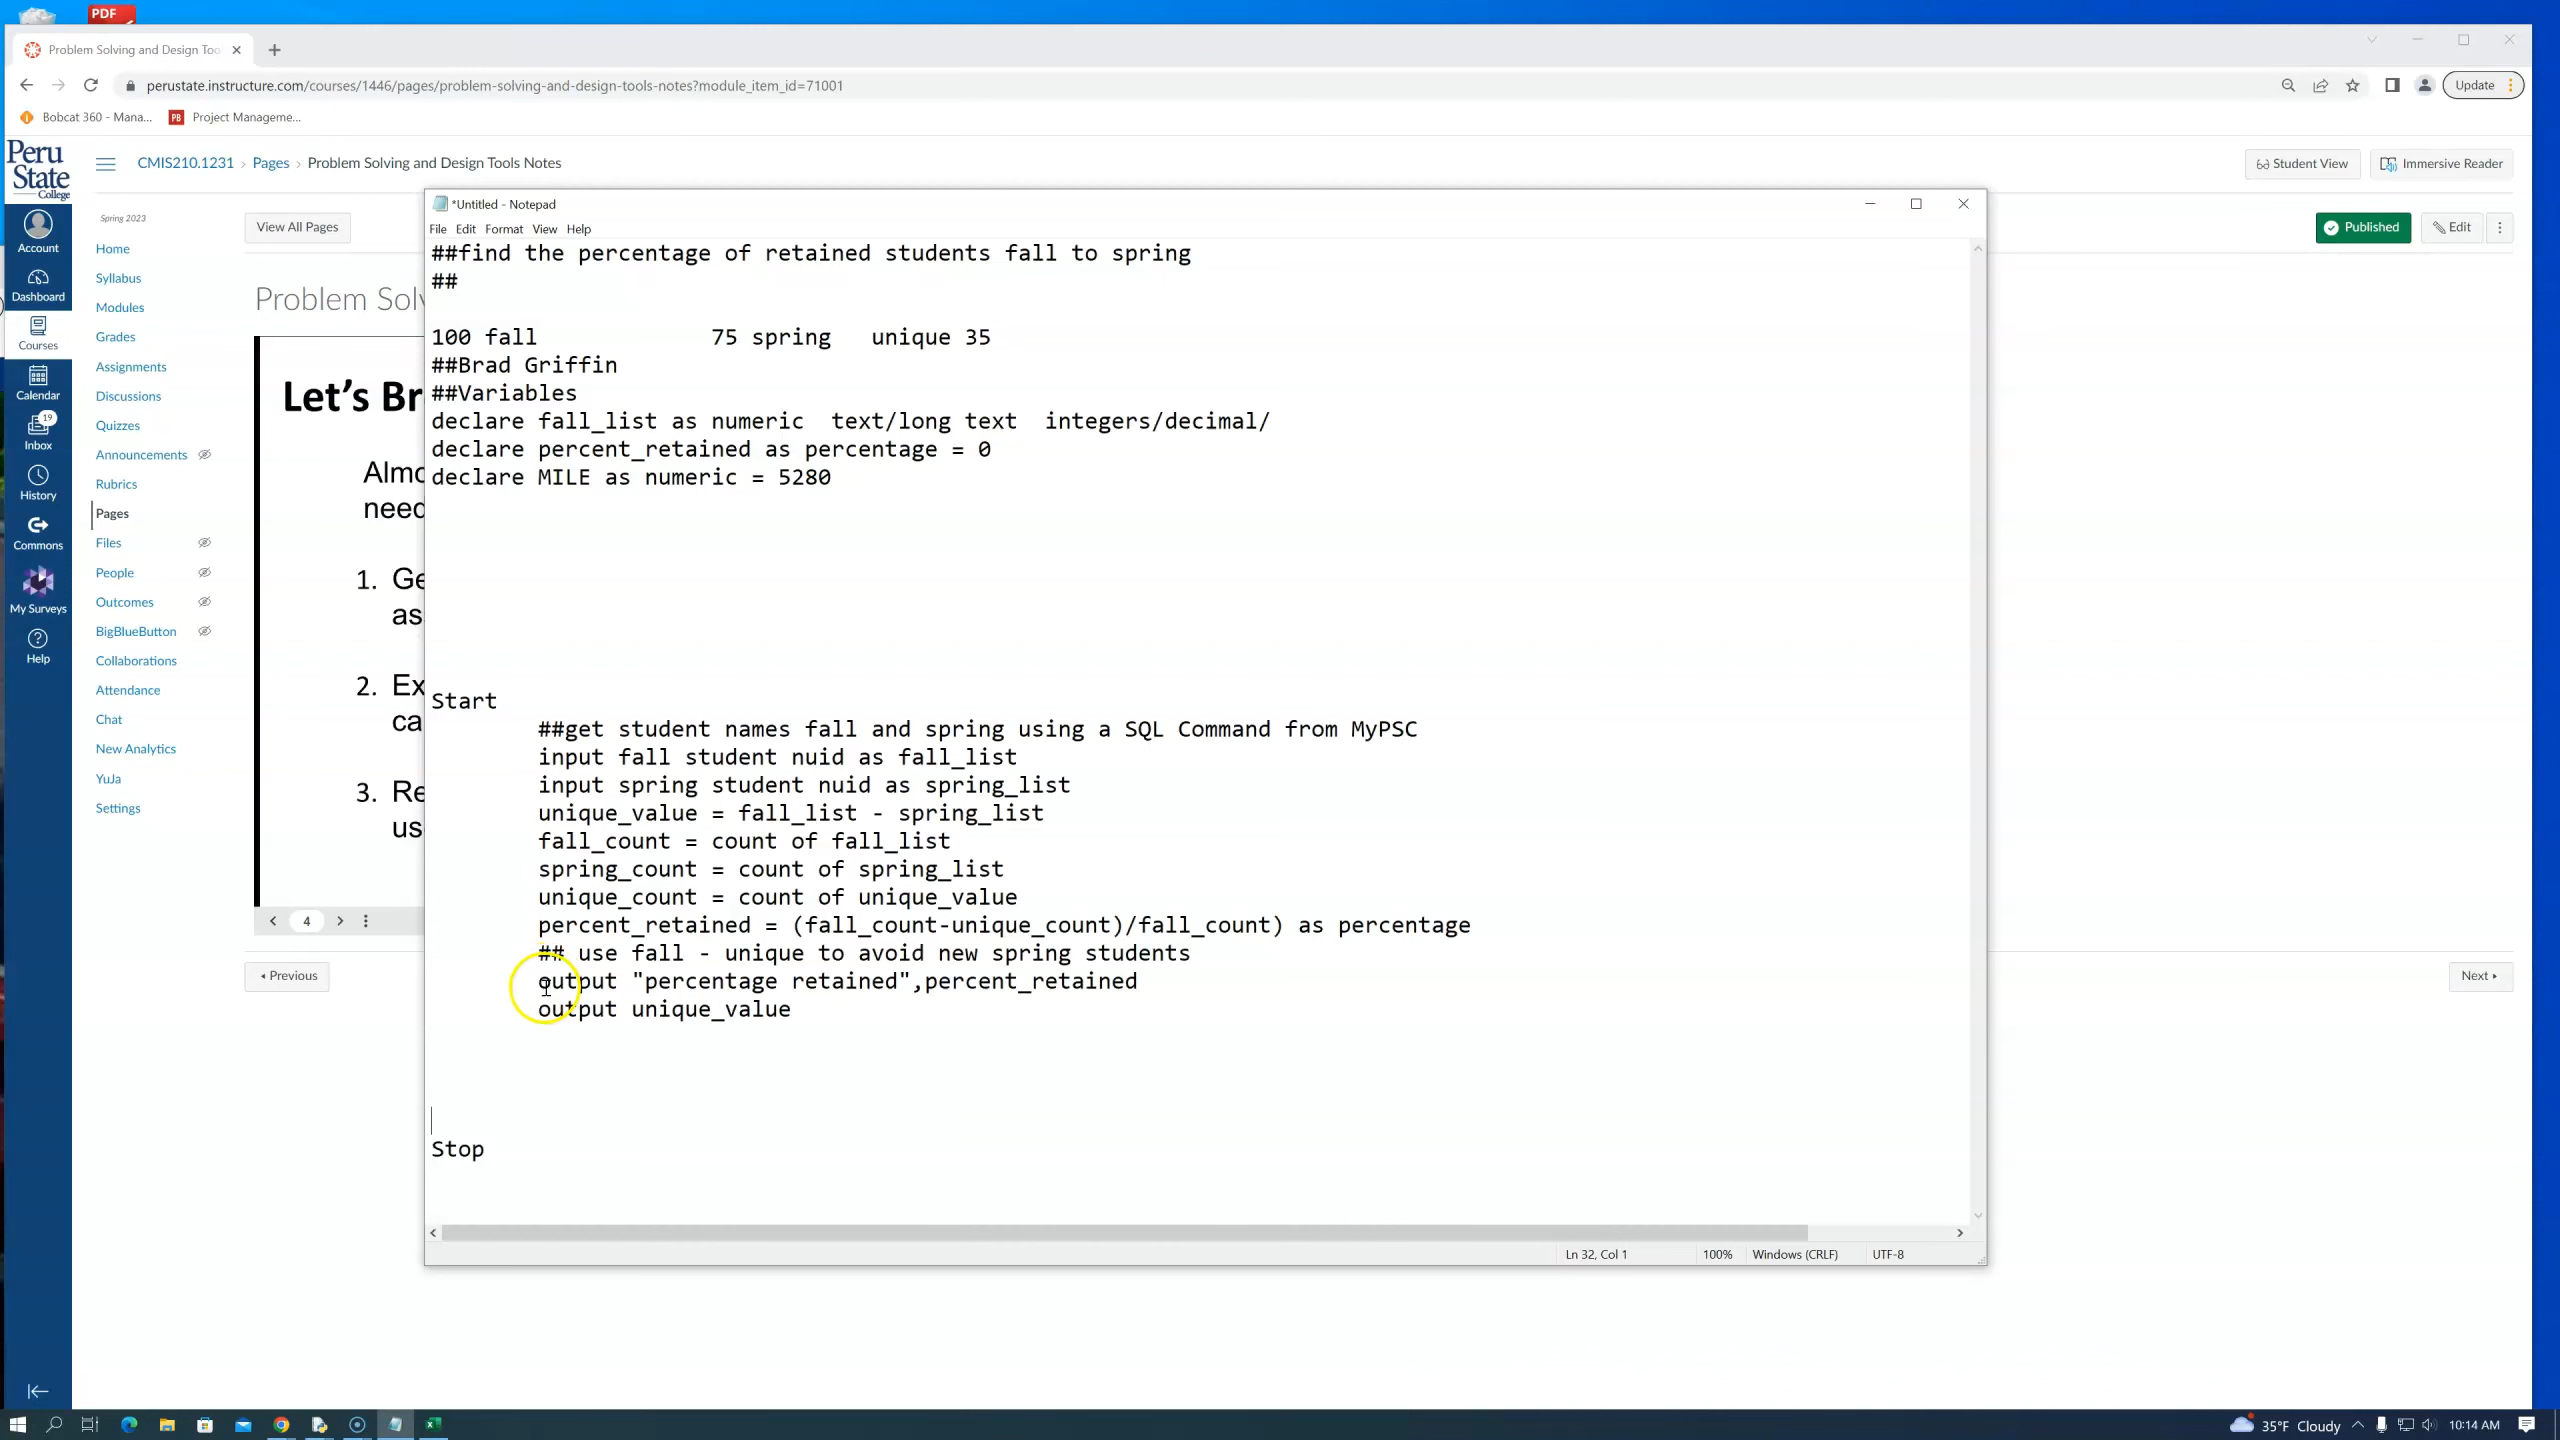 PDF
Problem Solving and Design Too
perustate.instructure.com/courses/1446/pages/problem-solving-and-design-tools-notes?module_item_id=71001
Update
Bobcat 360 - Mana...
PB
Project Manageme...
Peru
State
College
CMIS210.1231 › Pages › Problem Solving and Design Tools Notes
Student View
Immersive Reader
Account
Dashboard
Courses
Calendar
19
Inbox
History
Commons
My Surveys
Help
Spring 2023
Home
Syllabus
Modules
Grades
Assignments
Discussions
Quizzes
Announcements
Rubrics
Pages
Files
People
Outcomes
BigBlueButton
Collaborations
Attendance
Chat
New Analytics
YuJa
Settings
View All Pages
Published
Edit
Problem Solv
Let’s Br
Almo
need
1. Ge
as
2. Ex
ca
3. Re
us
4
Previous
Next
*Untitled - Notepad
File Edit Format View Help
##find the percentage of retained students fall to spring
##
100 fall 75 spring unique 35
##Brad Griffin
##Variables
declare fall_list as numeric text/long text integers/decimal/
declare percent_retained as percentage = 0
declare MILE as numeric = 5280
Start
##get student names fall and spring using a SQL Command from MyPSC
input fall student nuid as fall_list
input spring student nuid as spring_list
unique_value = fall_list - spring_list
fall_count = count of fall_list
spring_count = count of spring_list
unique_count = count of unique_value
percent_retained = (fall_count-unique_count)/fall_count) as percentage
## use fall - unique to avoid new spring students
output "percentage retained",percent_retained
output unique_value
Stop
Ln 32, Col 1
100%
Windows (CRLF)
UTF-8
35°F Cloudy
10:14 AM